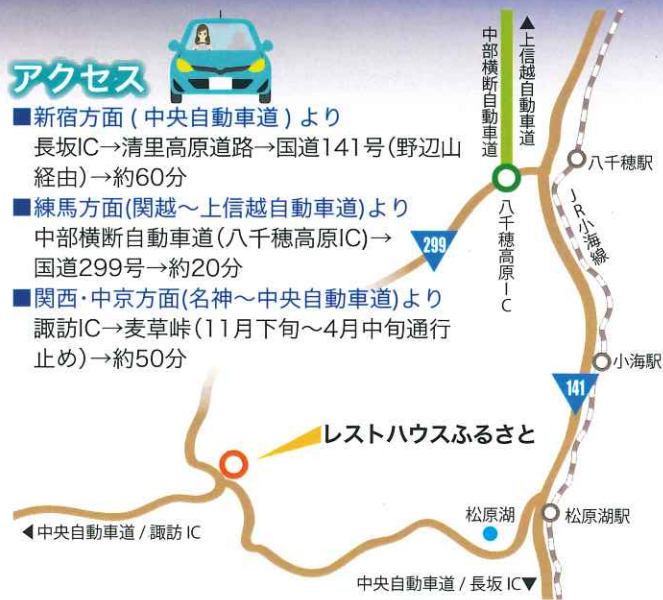 アクセス
■新宿方面(中央自動車道)より
長坂IC→清里高原道路→国道141号(野辺山
経由)→約60分
■練馬方面(関越～上信越自動車道)より
中部横断自動車道(八千穂高原IC)→
国道299号→約20分
■関西・中京方面(名神～中央自動車道)より
諏訪IC→麦草峠(11月下旬～4月中旬通行
止め)→約50分
▲上信越自動車道
中部横断自動車道
八千穂駅
JR小海線
八千穂高原IC
299
小海駅
141
レストハウスふるさと
松原湖
松原湖駅
◀中央自動車道/諏訪IC
中央自動車道/長坂IC▼